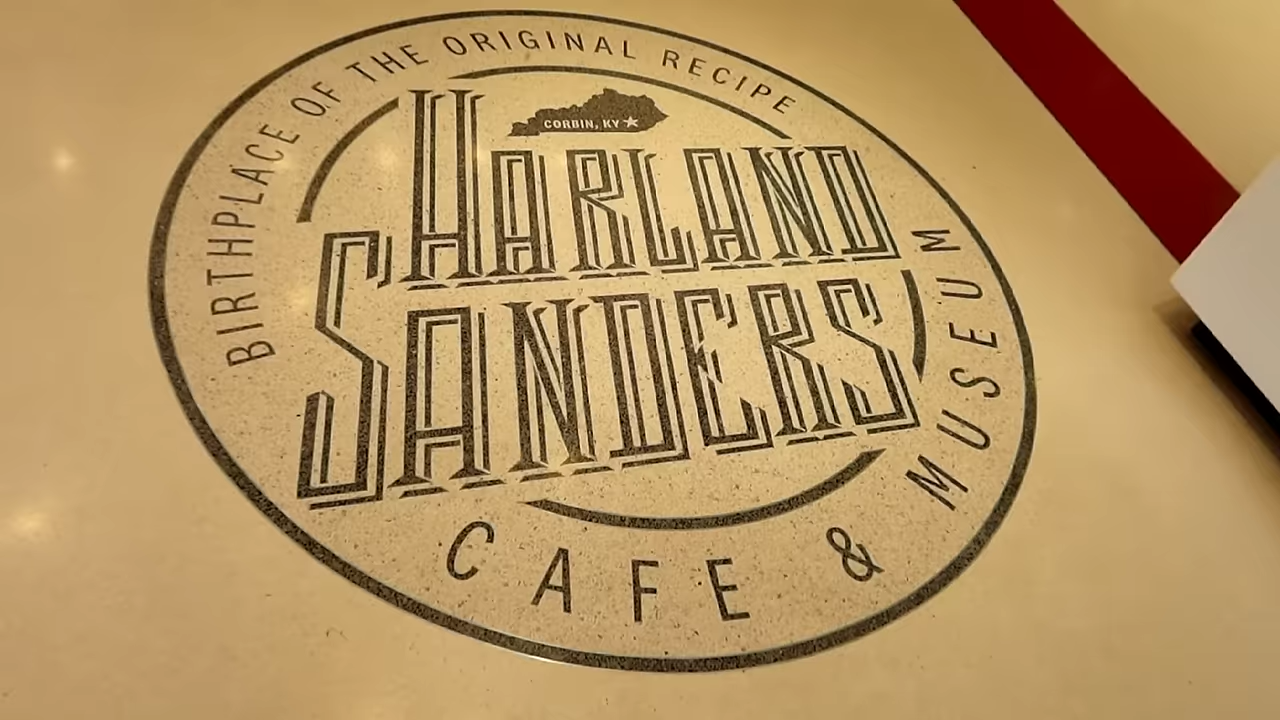 BIRTHPLACE OF THE ORIGINAL RECIPE
CORBIN, KY
HARLAND
SANDERS
CAFE & MUSEUM